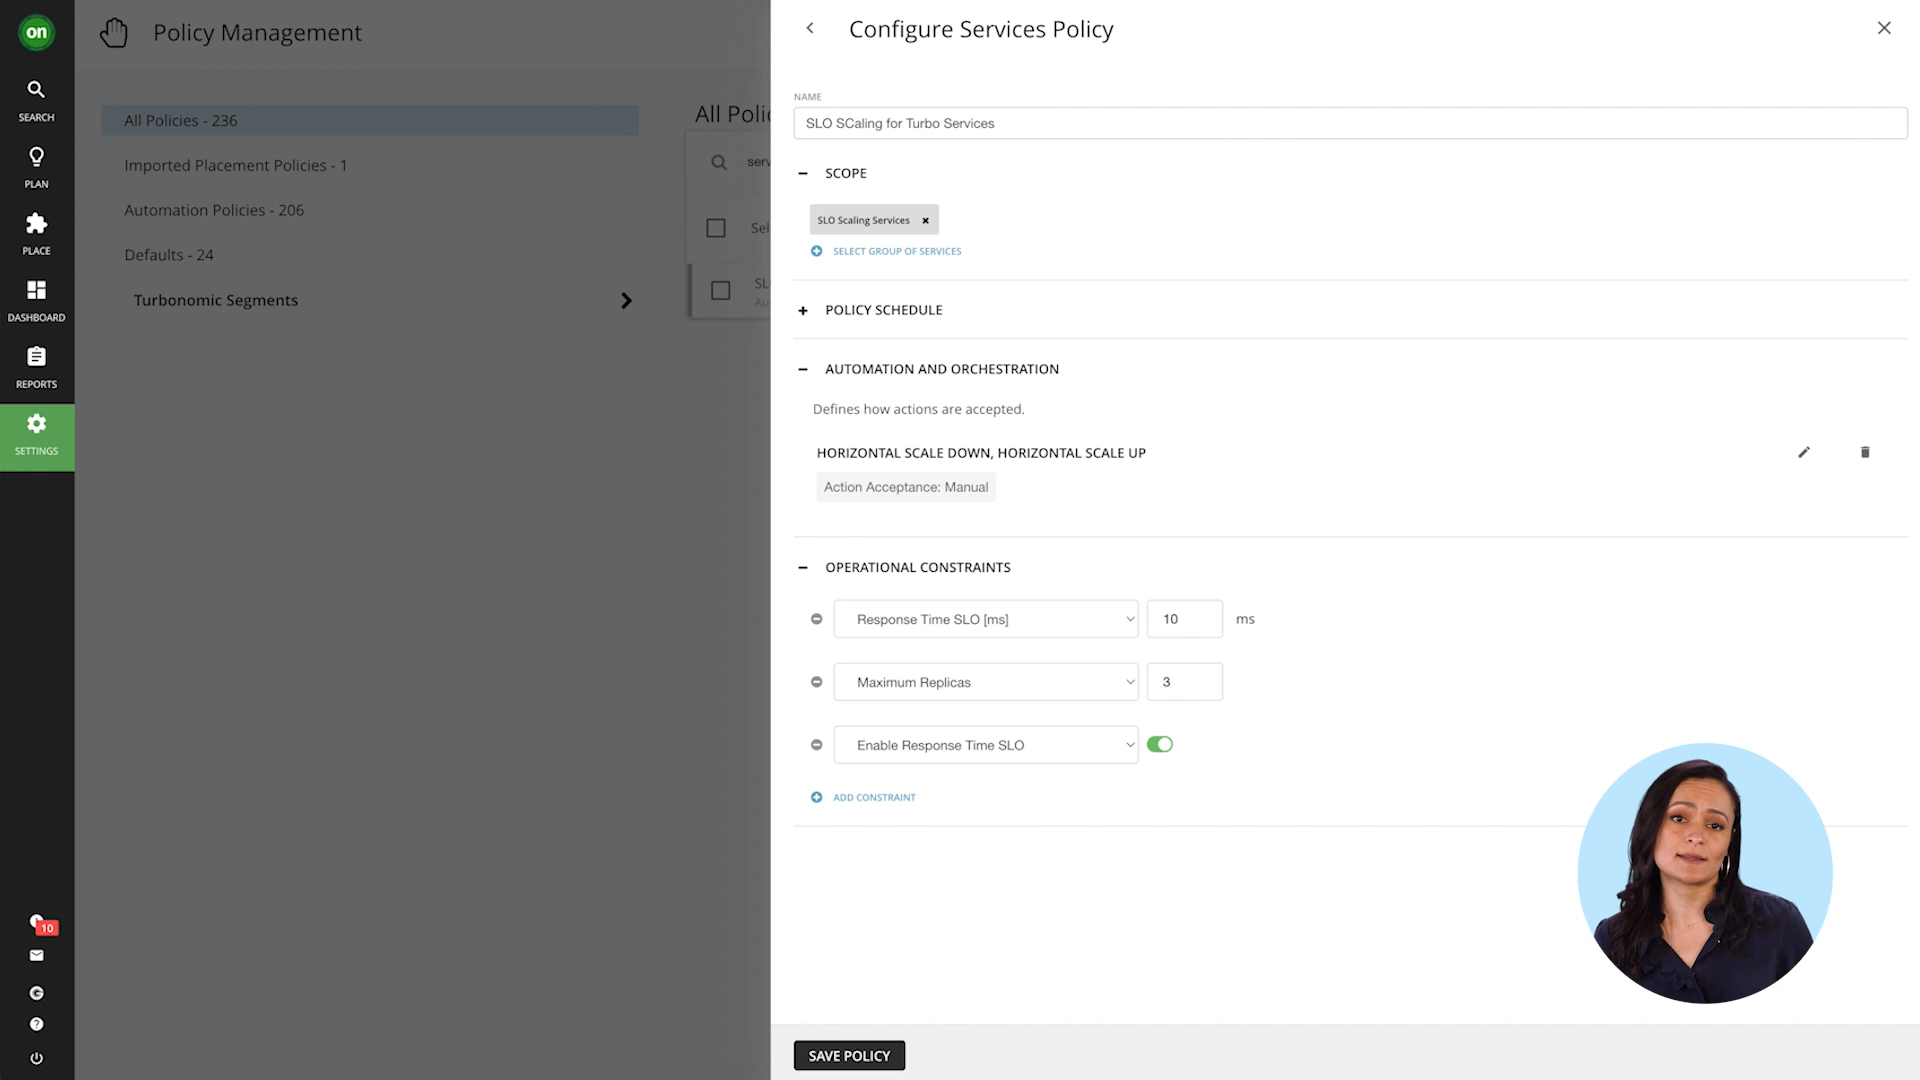 on
Policy Management
SEARCH
PLAN
PLACE
DASHBOARD
REPORTS
SETTINGS
10
All Policies - 236
Imported Placement Policies - 1
Automation Policies - 206
Defaults - 24
Turbonomic Segments
All Polic
serv
Sel
SL
Au
Configure Services Policy
NAME
SLO SCaling for Turbo Services
SCOPE
SLO Scaling Services
SELECT GROUP OF SERVICES
POLICY SCHEDULE
AUTOMATION AND ORCHESTRATION
Defines how actions are accepted.
HORIZONTAL SCALE DOWN, HORIZONTAL SCALE UP
Action Acceptance: Manual
OPERATIONAL CONSTRAINTS
Response Time SLO [ms] 10 ms
Maximum Replicas 3
Enable Response Time SLO
ADD CONSTRAINT
SAVE POLICY